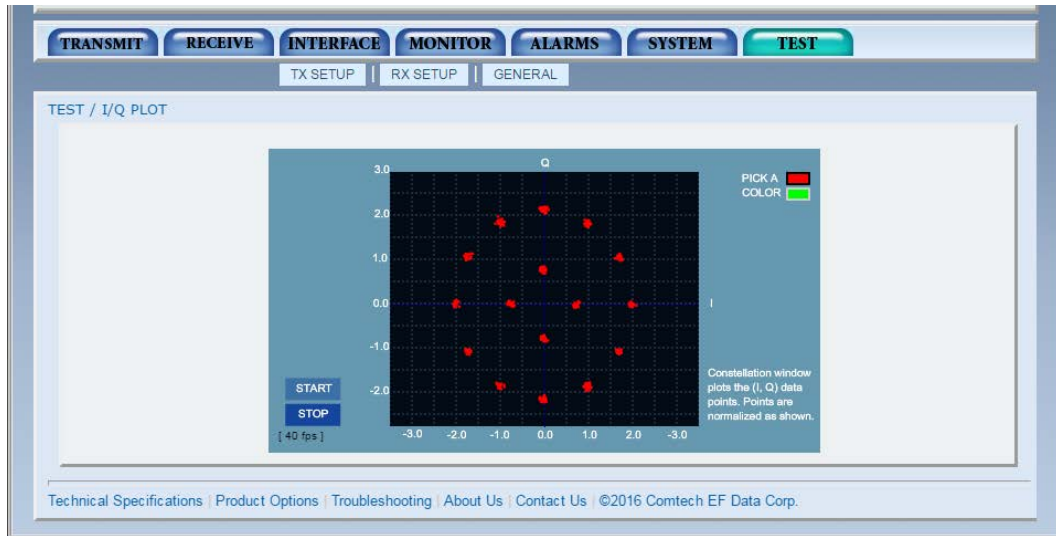 TRANSMIT RECEIVE INTERFACE MONITOR ALARMS SYSTEM TEST
TX SETUP | RX SETUP | GENERAL
TEST / I/Q PLOT
Q
3.0
2.0
1.0
0.0
-1.0
-2.0
I
PICK A
COLOR
Constellation window
plots the (I, Q) data
points. Points are
normalized as shown.
START
STOP
[ 40 fps ]
-3.0 -2.0 -1.0 0.0 1.0 2.0 -3.0
Technical Specifications | Product Options | Troubleshooting | About Us | Contact Us | ©2016 Comtech EF Data Corp.